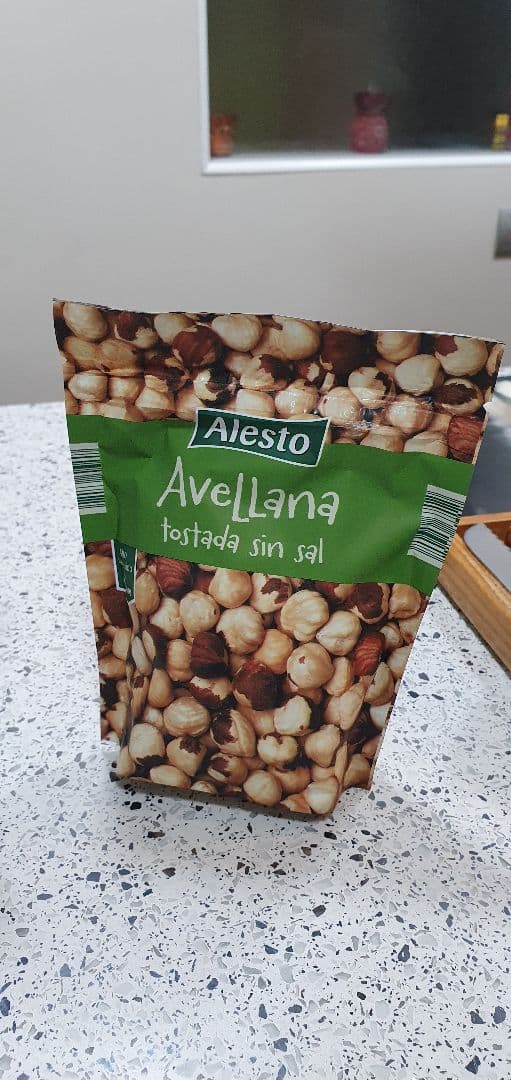 Alesto
Avellana
tostada sin sal